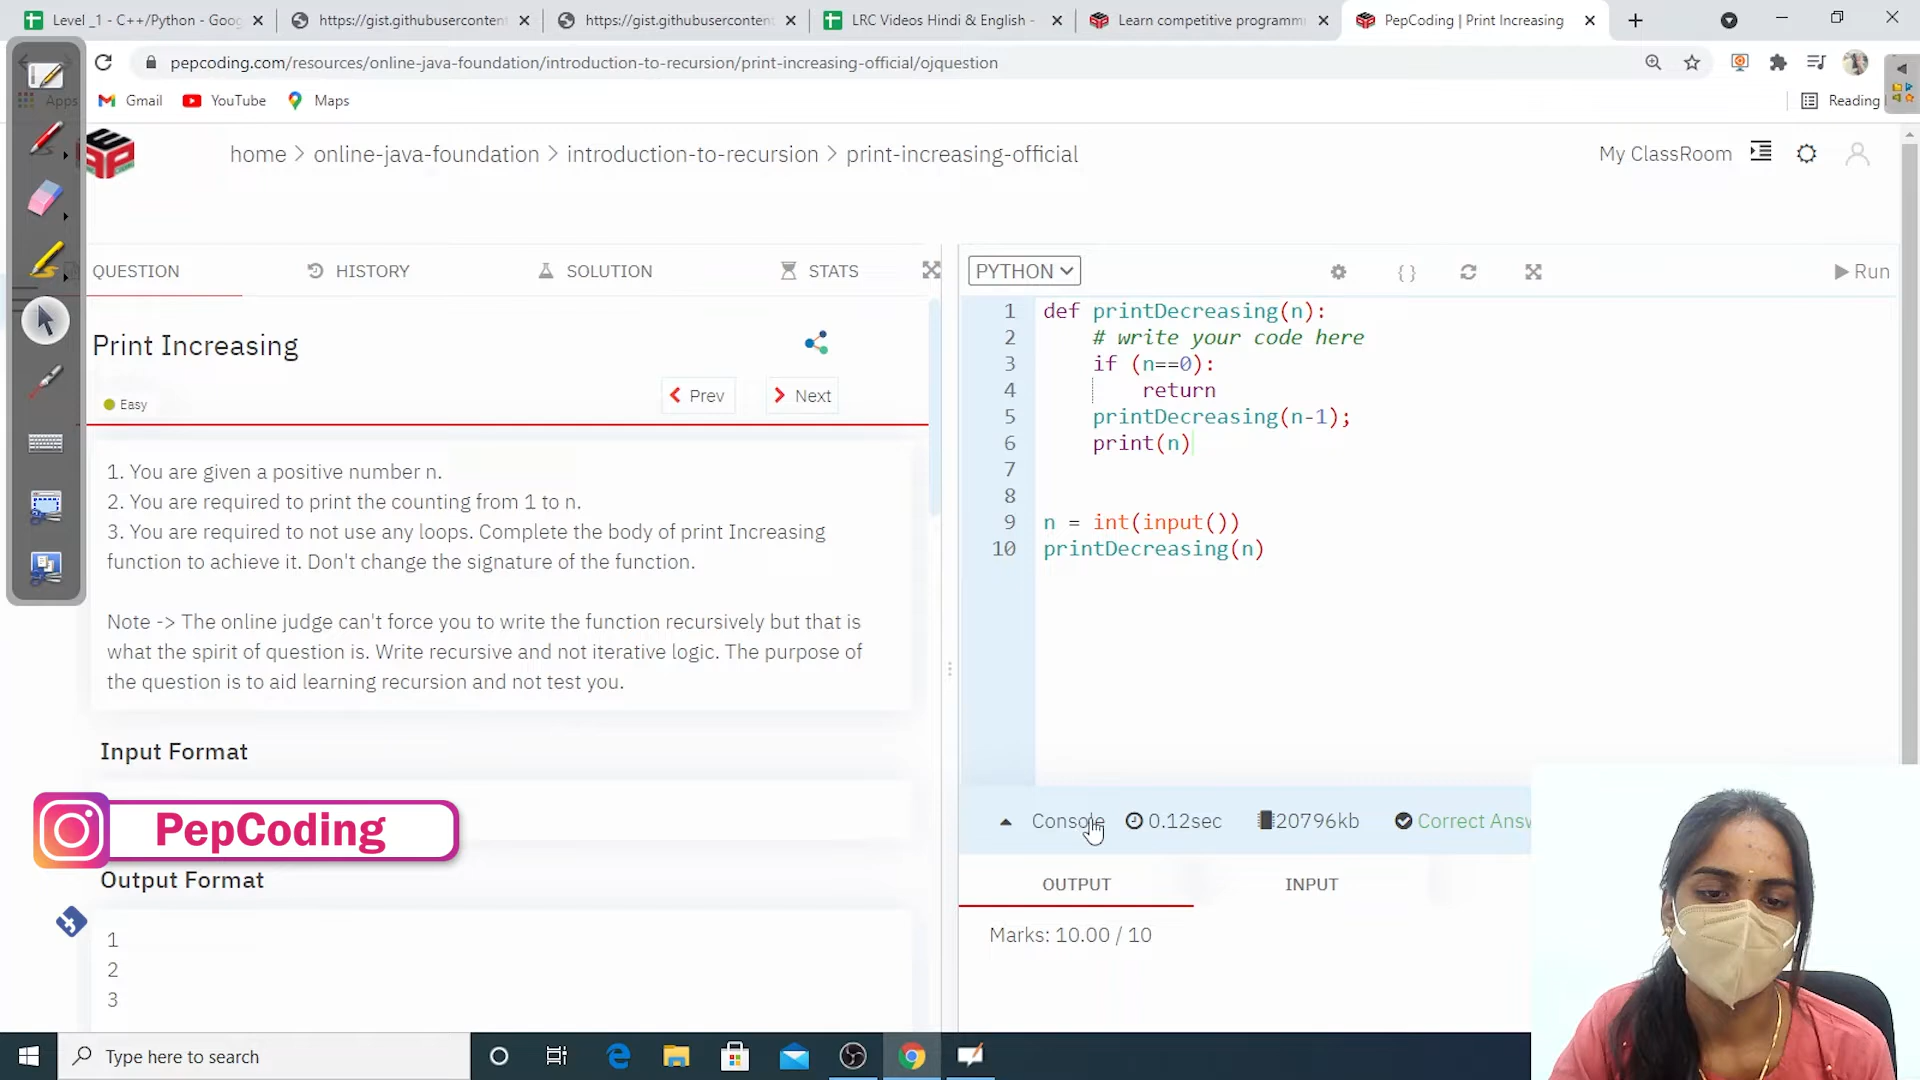 Level _1 - C++/Python - Goo
https://gist.githubusercontent
https://gist.githubusercontent
LRC Videos Hindi & English -
Learn competitive programm
PepCoding | Print Increasing
pepcoding.com/resources/online-java-foundation/introduction-to-recursion/print-increasing-official/ojquestion
Apps
Gmail
YouTube
Maps
Reading
home > online-java-foundation > introduction-to-recursion > print-increasing-official
My ClassRoom
QUESTION
HISTORY
SOLUTION
STATS
PYTHON
{ }
Run
Print Increasing
Easy
Prev
Next
1. You are given a positive number n.
2. You are required to print the counting from 1 to n.
3. You are required to not use any loops. Complete the body of print Increasing
function to achieve it. Don't change the signature of the function.
Note -> The online judge can't force you to write the function recursively but that is
what the spirit of question is. Write recursive and not iterative logic. The purpose of
the question is to aid learning recursion and not test you.
Input Format
PepCoding
Output Format
1
2
3
1 def printDecreasing(n):
2 # write your code here
3 if (n==0):
4 return
5 printDecreasing(n-1);
6 print(n)
7
8
9 n = int(input())
10 printDecreasing(n)
Console
0.12sec
20796kb
Correct Answ
OUTPUT
INPUT
Marks: 10.00 / 10
Type here to search